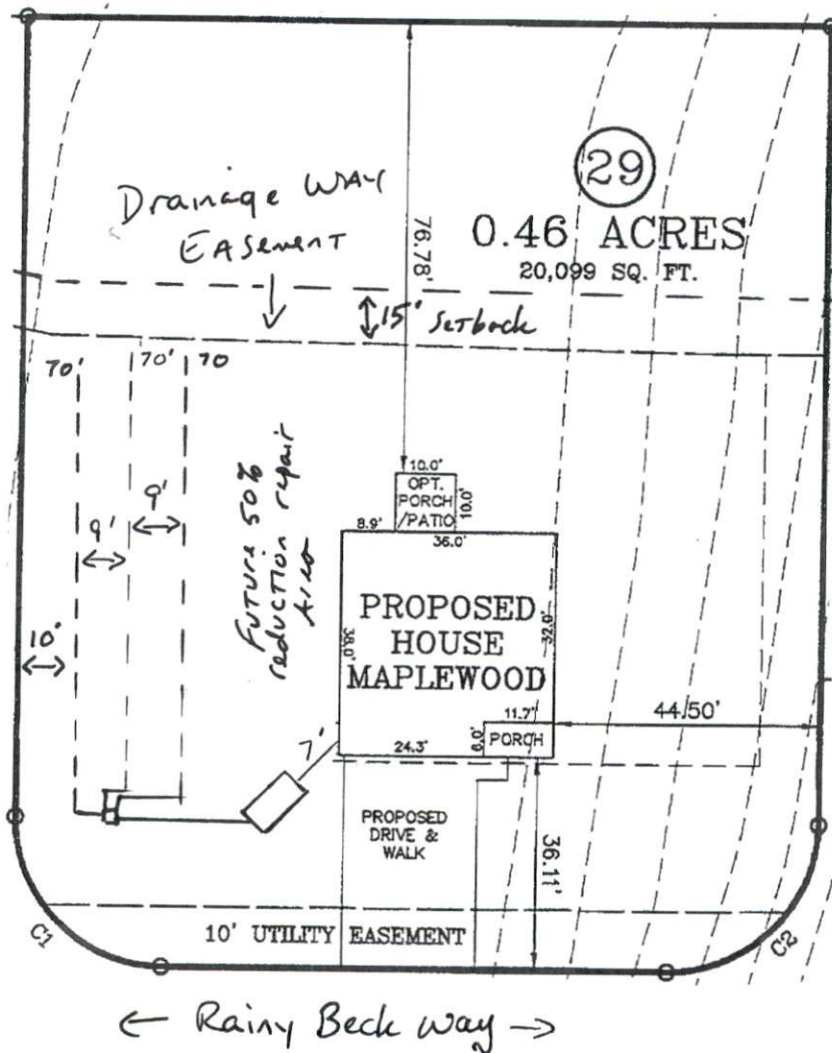 Drainage WAY
EASement
76.78'
29
0.46 ACRES
20,099 SQ. FT.
15' Setback
70' 70' 70
9'
9'
10'
Future 50%
reduction repair
Area
10.0'
OPT.
PORCH
/PATIO
10.0'
8.9'
36.0'
PROPOSED
HOUSE
MAPLEWOOD
38.0'
32.0'
11.7'
44.50'
6.0'
PORCH
24.3'
7'
PROPOSED
DRIVE &
WALK
36.11'
C1
10' UTILITY EASEMENT
C2
← Rainy Beck Way →